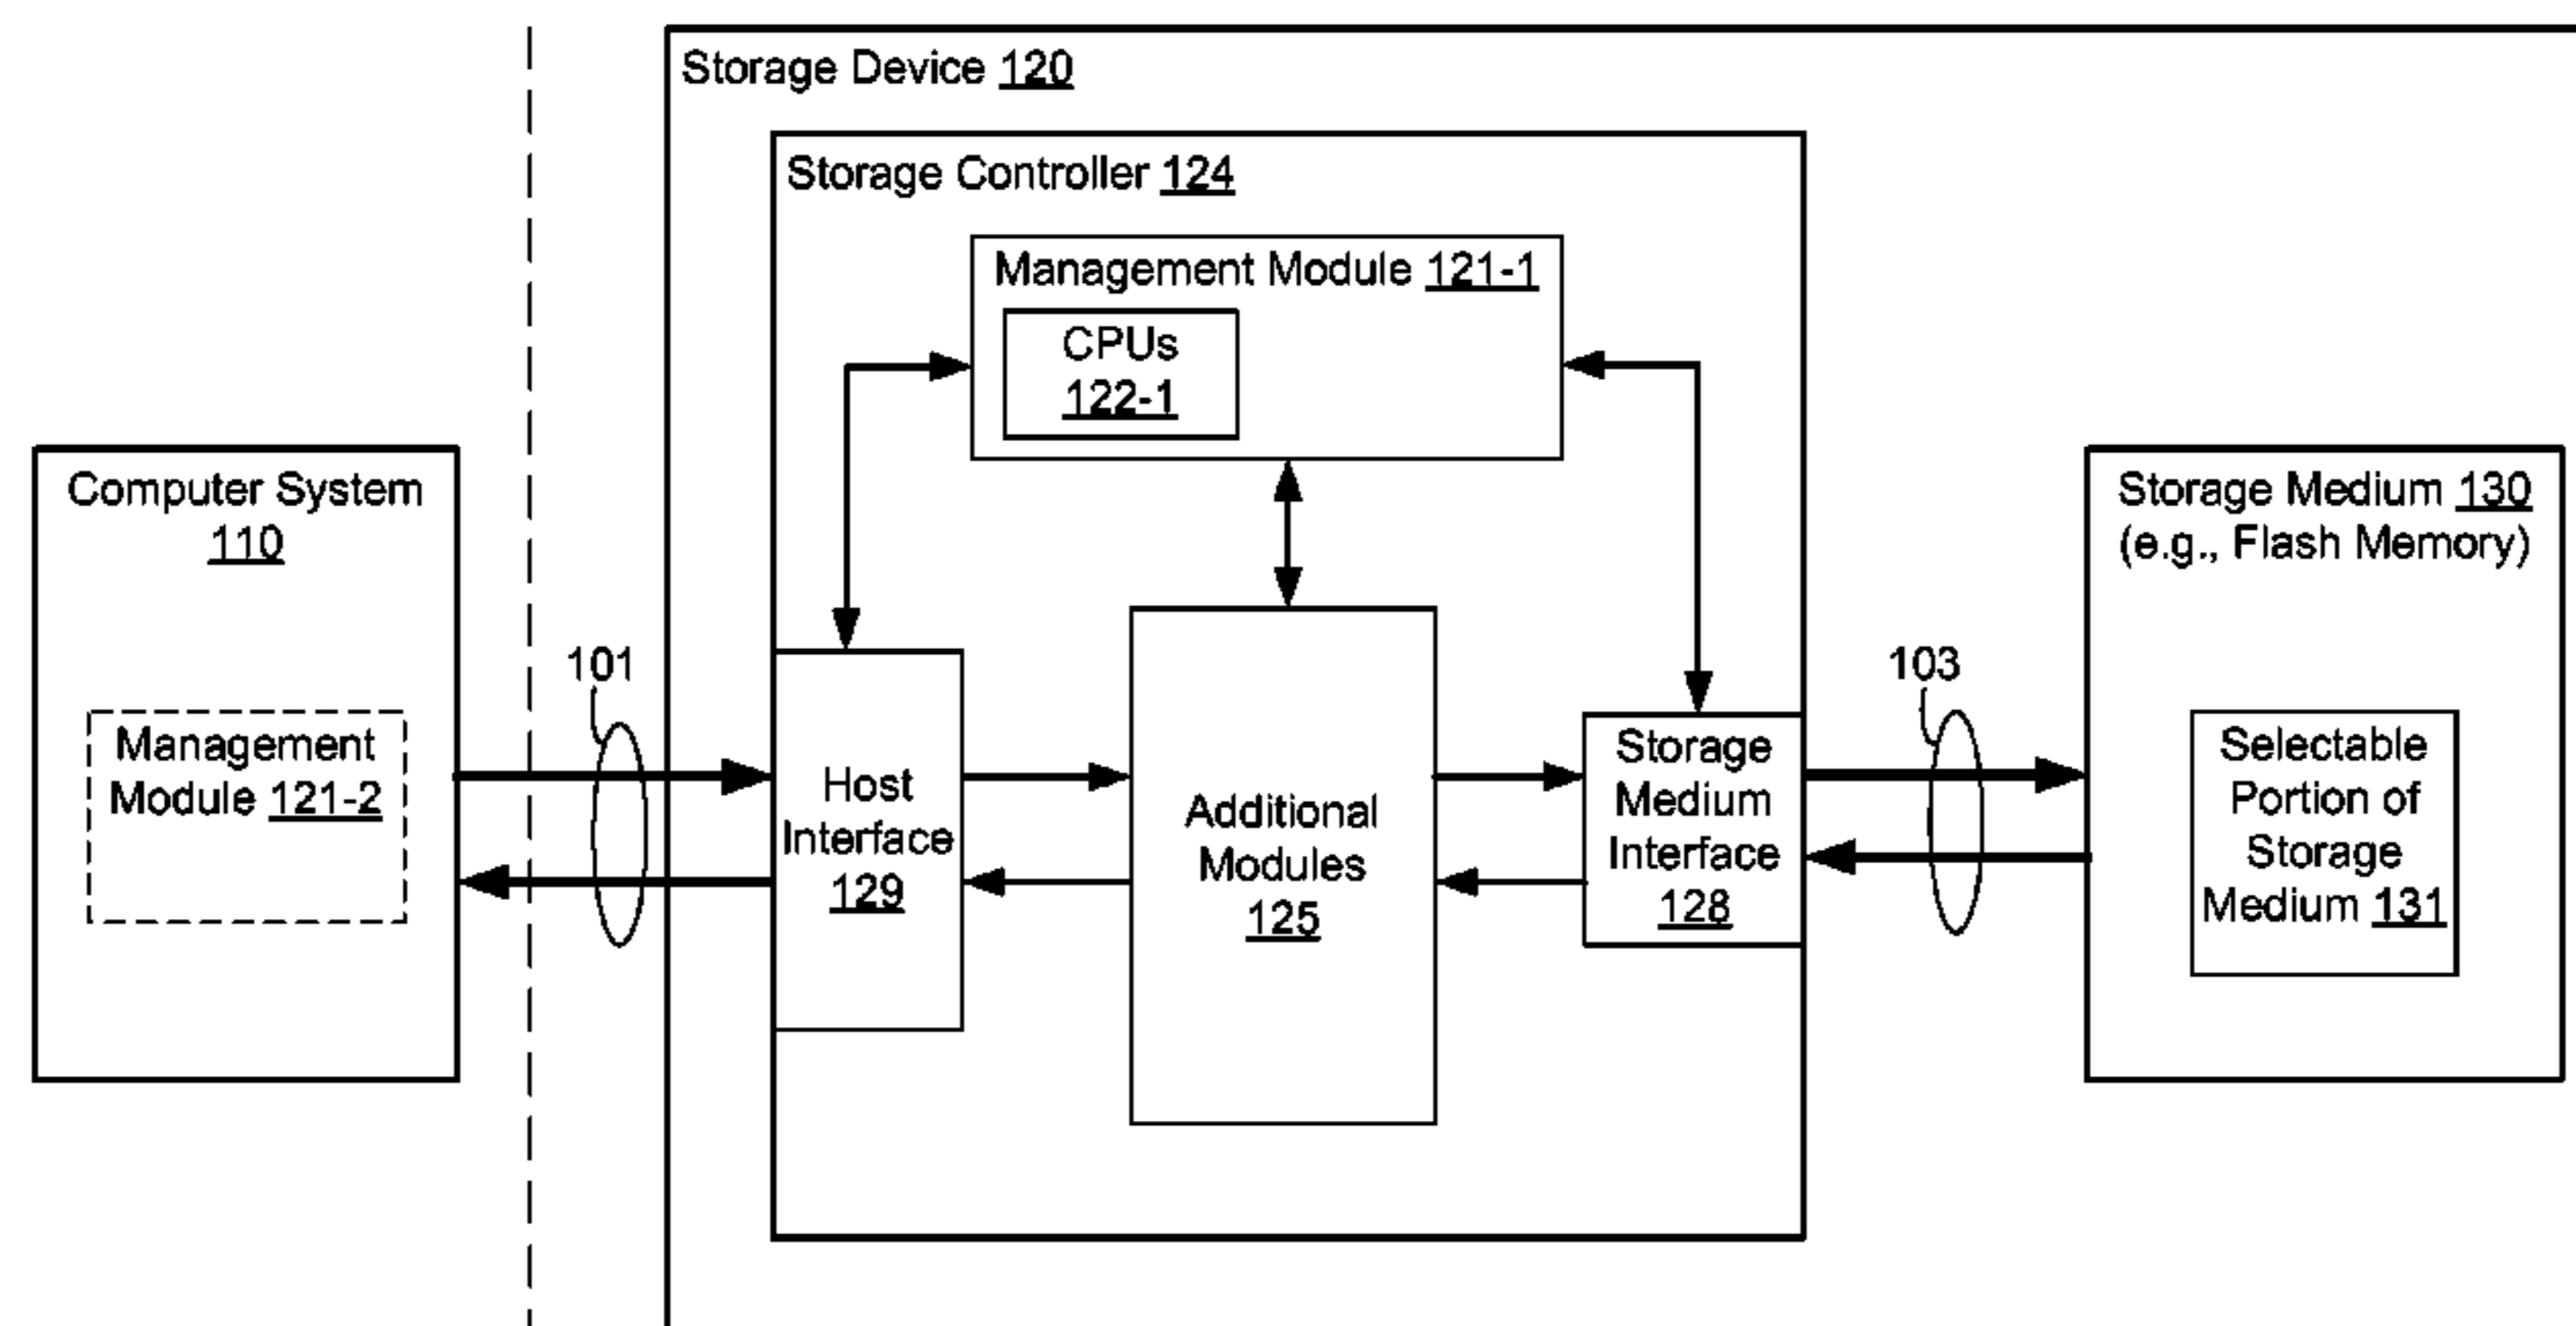 Storage Device 120
Storage Controller 124
Management Module 121-1
CPUs
122-1
Computer System
110
Management
Module 121-2
101
Host
Interface
129
Additional
Modules
125
Storage
Medium
Interface
128
103
Storage Medium 130
(e.g., Flash Memory)
Selectable
Portion of
Storage
Medium 131